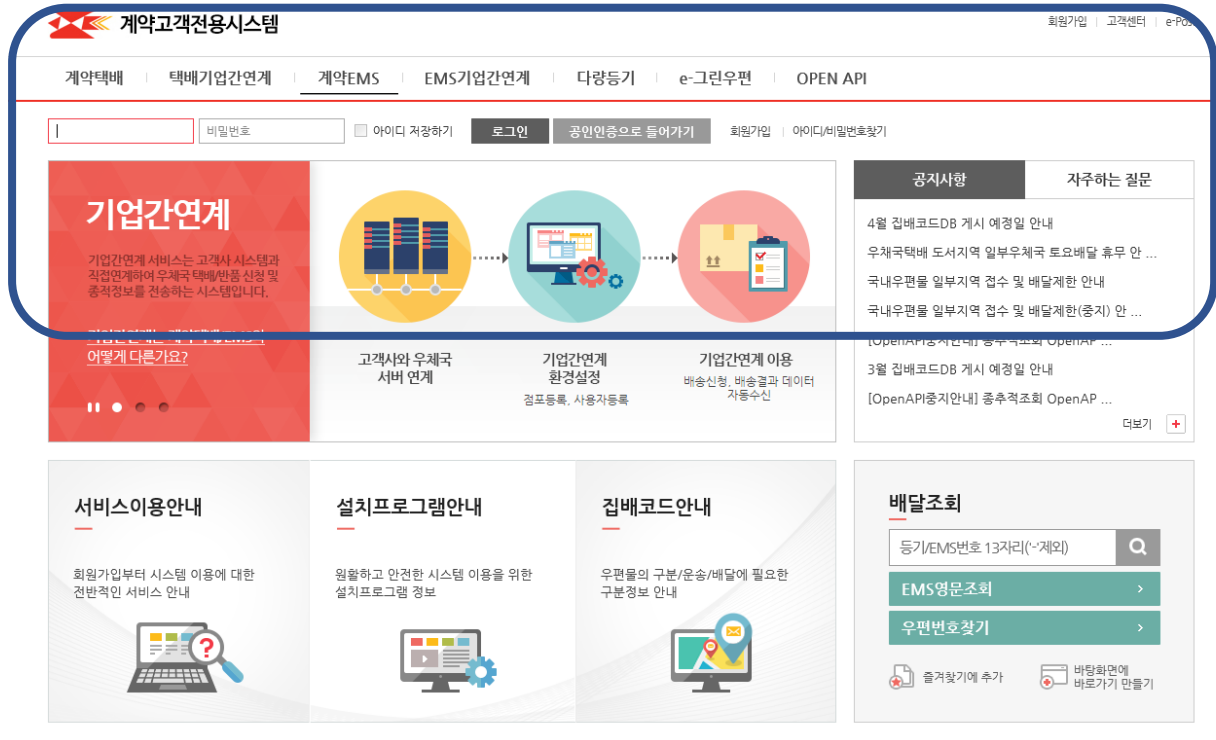 계약고객전용시스템
회원가입 고객센터 e-Post
계약택배 택배기업간연계 계약EMS EMS기업간연계 다량등기 e-그린우편 OPEN API
비밀번호 아이디 저장하기 로그인 공인인증으로 들어가기 회원가입 아이디/비밀번호찾기
기업간연계
기업간연계 서비스는 고객사 시스템과
직접연계하여 우체국 택배/반품 신청 및
종적정보를 전송하는 시스템입니다.
어떻게 다른가요?
고객사와 우체국
서버 연계
기업간연계
환경설정
점포등록, 사용자등록
기업간연계 이용
배송신청, 배송결과 데이터
자동수신
공지사항 자주하는 질문
4월 집배코드DB 게시 예정일 안내
우채국택배 도서지역 일부우체국 토요배달 휴무 안 ...
국내우편물 일부지역 접수 및 배달제한 안내
국내우편물 일부지역 접수 및 배달제한(중지) 안 ...
[OpenAPI중지안내] 종추적조회 OpenAP ...
3월 집배코드DB 게시 예정일 안내
[OpenAPI중지안내] 종추적조회 OpenAP ...
더보기
서비스이용안내
회원가입부터 시스템 이용에 대한
전반적인 서비스 안내
설치프로그램안내
원활하고 안전한 시스템 이용을 위한
설치프로그램 정보
집배코드안내
우편물의 구분/운송/배달에 필요한
구분정보 안내
배달조회
등기/EMS번호 13자리('-'제외)
EMS영문조회
우편번호찾기
즐겨찾기에 추가
바탕화면에
바로가기 만들기